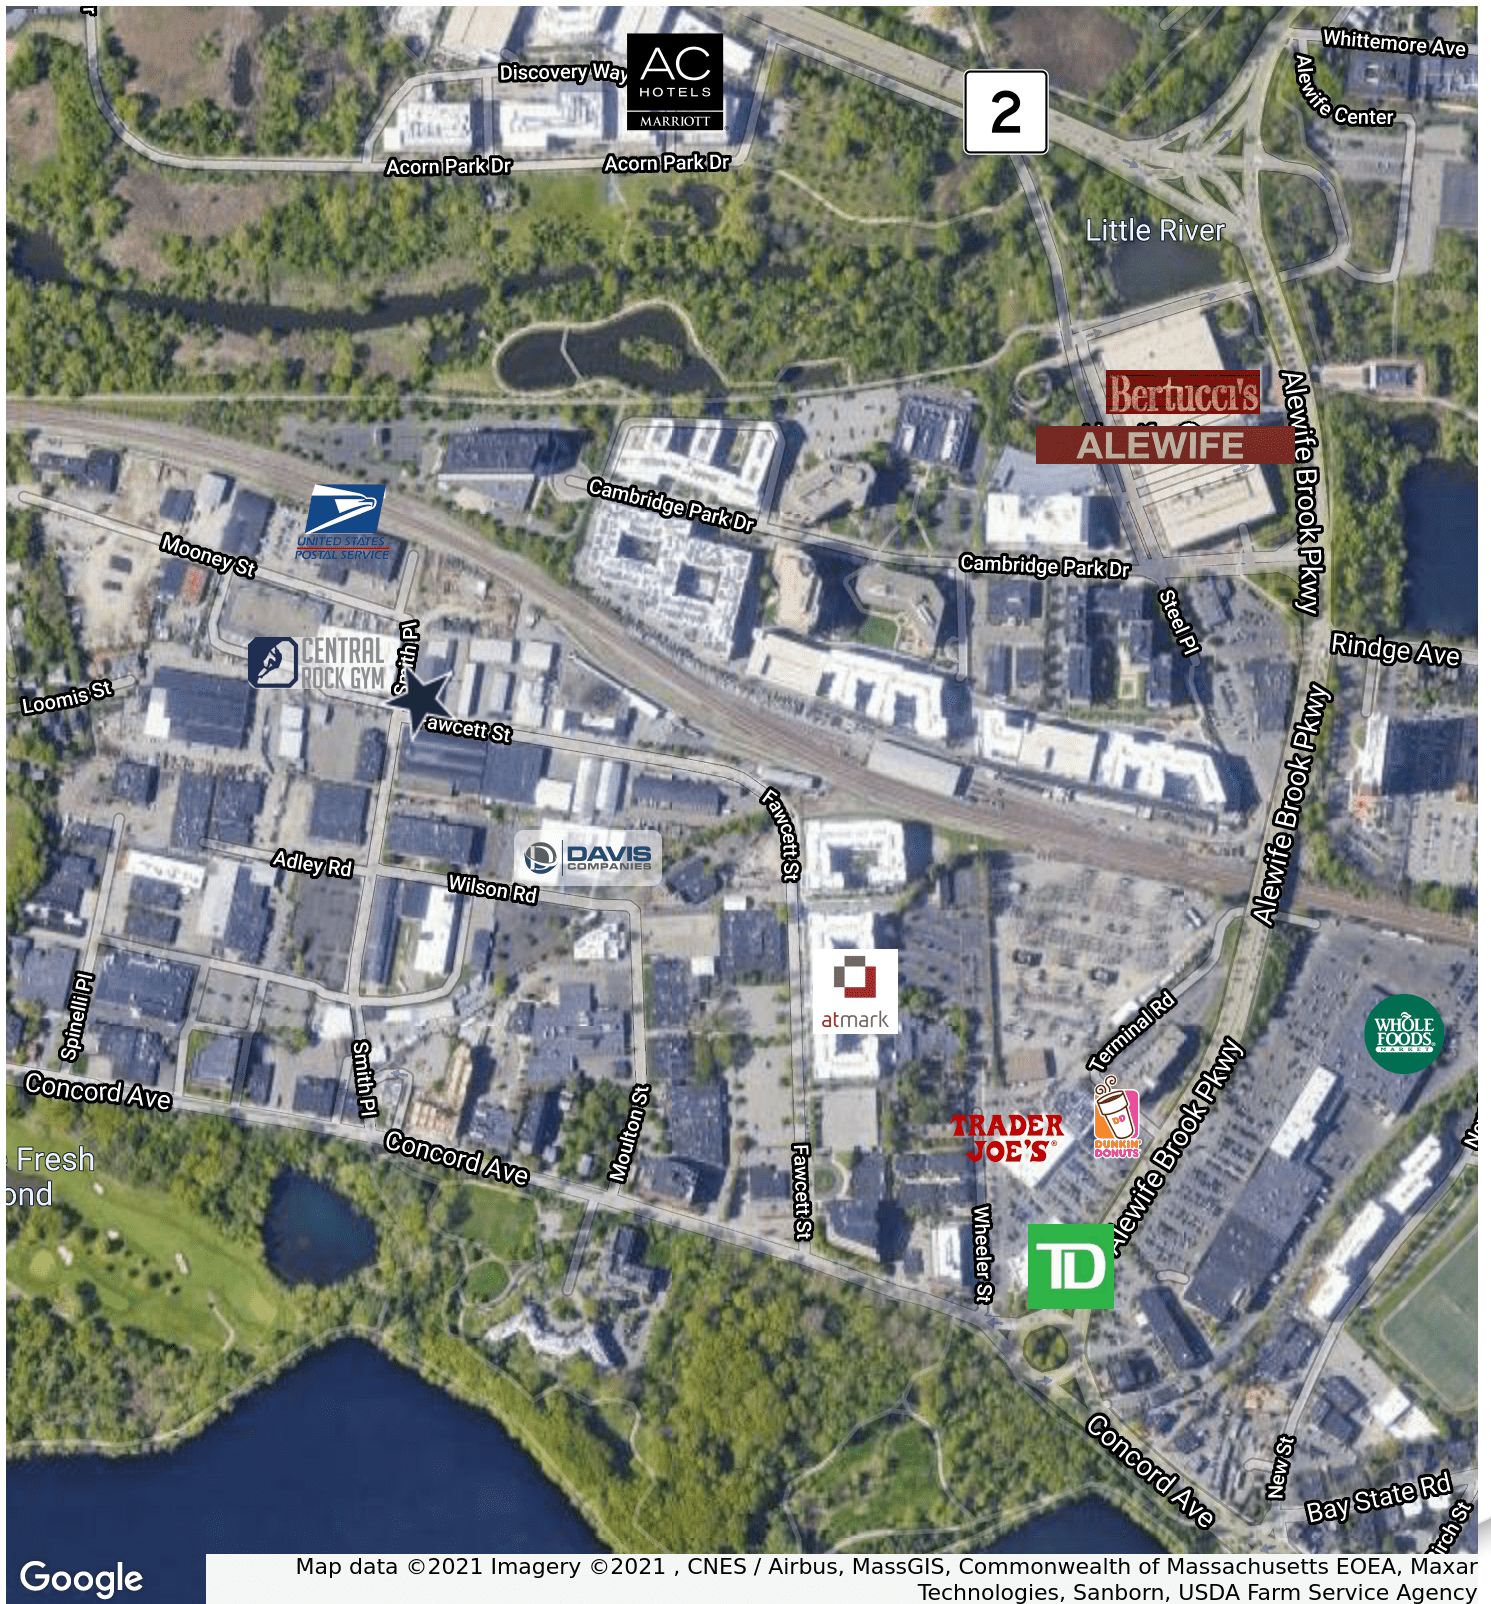 Whittemore Ave
Discovery Way
AC
HOTELS
MARRIOTT
2
Alewife Center
Acorn Park Dr
Acorn Park Dr
Little River
Bertucci's
ALEWIFE
Alewife Brook Pkwy
UNITED STATES
POSTAL SERVICE
Cambridge Park Dr
Mooney St
Cambridge Park Dr
Steel Pl
Rindge Ave
Smith Pl
CENTRAL
ROCK GYM
Loomis St
Fawcett St
Alewife Brook Pkwy
Fawcett St
DAVIS
COMPANIES
Adley Rd
Wilson Rd
atmark
Spinelli Pl
Terminal Rd
WHOLE
FOODS
MARKET
Smith Pl
Concord Ave
Alewife Brook Pkwy
TRADER
JOE'S
DD
DUNKIN'
DONUTS
Moulton St
Concord Ave
Fresh
ond
Fawcett St
Wheeler St
TD
Concord Ave
New St
Bay State Rd
irch St
Google
Map data ©2021 Imagery ©2021 , CNES / Airbus, MassGIS, Commonwealth of Massachusetts EOEA, Maxar
Technologies, Sanborn, USDA Farm Service Agency